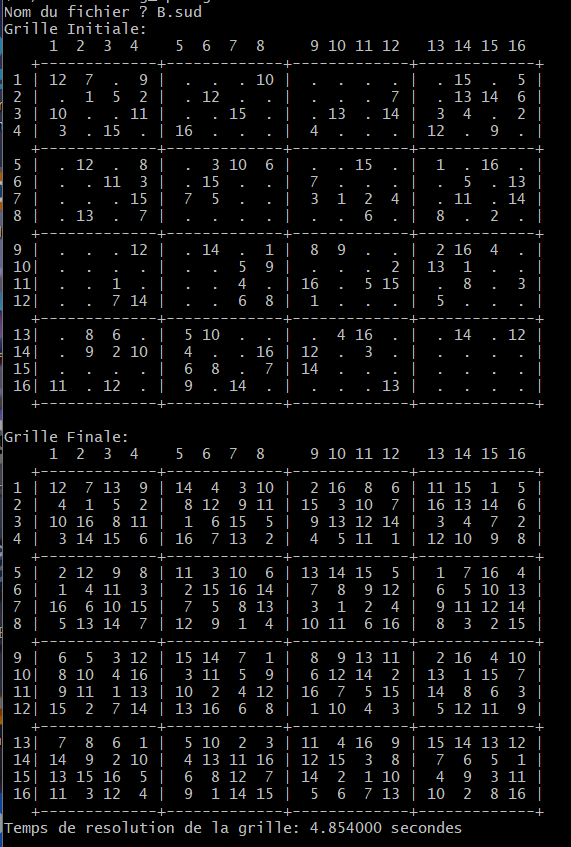 Nom du fichier ? B.sud
Grille Initiale:
     1  2  3  4     5  6  7  8     9 10 11 12    13 14 15 16
   +-------------+-------------+-------------+-------------+
 1 | 12  7  .  9 |  .  .  . 10 |  .  .  .  . |  . 15  .  5 |
 2 |  .  1  5  2 |  . 12  .  . |  .  .  .  7 |  . 13 14  6 |
 3 | 10  .  . 11 |  .  . 15  . |  . 13  . 14 |  3  4  .  2 |
 4 |  3  . 15  . | 16  .  .  . |  4  .  .  . | 12  .  9  . |
   +-------------+-------------+-------------+-------------+
 5 |  . 12  .  8 |  .  3 10  6 |  .  . 15  . |  1  . 16  . |
 6 |  .  . 11  3 |  . 15  .  . |  7  .  .  . |  .  5  . 13 |
 7 |  .  .  . 15 |  7  5  .  . |  3  1  2  4 |  . 11  . 14 |
 8 |  . 13  .  7 |  .  .  .  . |  .  .  6  . |  8  .  2  . |
   +-------------+-------------+-------------+-------------+
 9 |  .  .  . 12 |  . 14  .  1 |  8  9  .  . |  2 16  4  . |
 10|  .  .  .  . |  .  .  5  9 |  .  .  .  2 | 13  1  .  . |
 11|  .  .  1  . |  .  .  4  . | 16  .  5 15 |  .  8  .  3 |
 12|  .  .  7 14 |  .  .  6  8 |  1  .  .  . |  5  .  .  . |
   +-------------+-------------+-------------+-------------+
 13|  .  8  6  . |  5 10  .  . |  .  4 16  . |  . 14  . 12 |
 14|  .  9  2 10 |  4  .  . 16 | 12  .  3  . |  .  .  .  . |
 15|  .  .  .  . |  6  8  .  7 | 14  .  .  . |  .  .  .  . |
 16| 11  . 12  . |  9  . 14  . |  .  .  . 13 |  .  .  .  . |
   +-------------+-------------+-------------+-------------+
Grille Finale:
     1  2  3  4     5  6  7  8     9 10 11 12    13 14 15 16
   +-------------+-------------+-------------+-------------+
 1 | 12  7 13  9 | 14  4  3 10 |  2 16  8  6 | 11 15  1  5 |
 2 |  4  1  5  2 |  8 12  9 11 | 15  3 10  7 | 16 13 14  6 |
 3 | 10 16  8 11 |  1  6 15  5 |  9 13 12 14 |  3  4  7  2 |
 4 |  3 14 15  6 | 16  7 13  2 |  4  5 11  1 | 12 10  9  8 |
   +-------------+-------------+-------------+-------------+
 5 |  2 12  9  8 | 11  3 10  6 | 13 14 15  5 |  1  7 16  4 |
 6 |  1  4 11  3 |  2 15 16 14 |  7  8  9 12 |  6  5 10 13 |
 7 | 16  6 10 15 |  7  5  8 13 |  3  1  2  4 |  9 11 12 14 |
 8 |  5 13 14  7 | 12  9  1  4 | 10 11  6 16 |  8  3  2 15 |
   +-------------+-------------+-------------+-------------+
 9 |  6  5  3 12 | 15 14  7  1 |  8  9 13 11 |  2 16  4 10 |
 10|  8 10  4 16 |  3 11  5  9 |  6 12 14  2 | 13  1 15  7 |
 11|  9 11  1 13 | 10  2  4 12 | 16  7  5 15 | 14  8  6  3 |
 12| 15  2  7 14 | 13 16  6  8 |  1 10  4  3 |  5 12 11  9 |
   +-------------+-------------+-------------+-------------+
 13|  7  8  6  1 |  5 10  2  3 | 11  4 16  9 | 15 14 13 12 |
 14| 14  9  2 10 |  4 13 11 16 | 12 15  3  8 |  7  6  5  1 |
 15| 13 15 16  5 |  6  8 12  7 | 14  2  1 10 |  4  9  3 11 |
 16| 11  3 12  4 |  9  1 14 15 |  5  6  7 13 | 10  2  8 16 |
   +-------------+-------------+-------------+-------------+
Temps de resolution de la grille: 4.854000 secondes